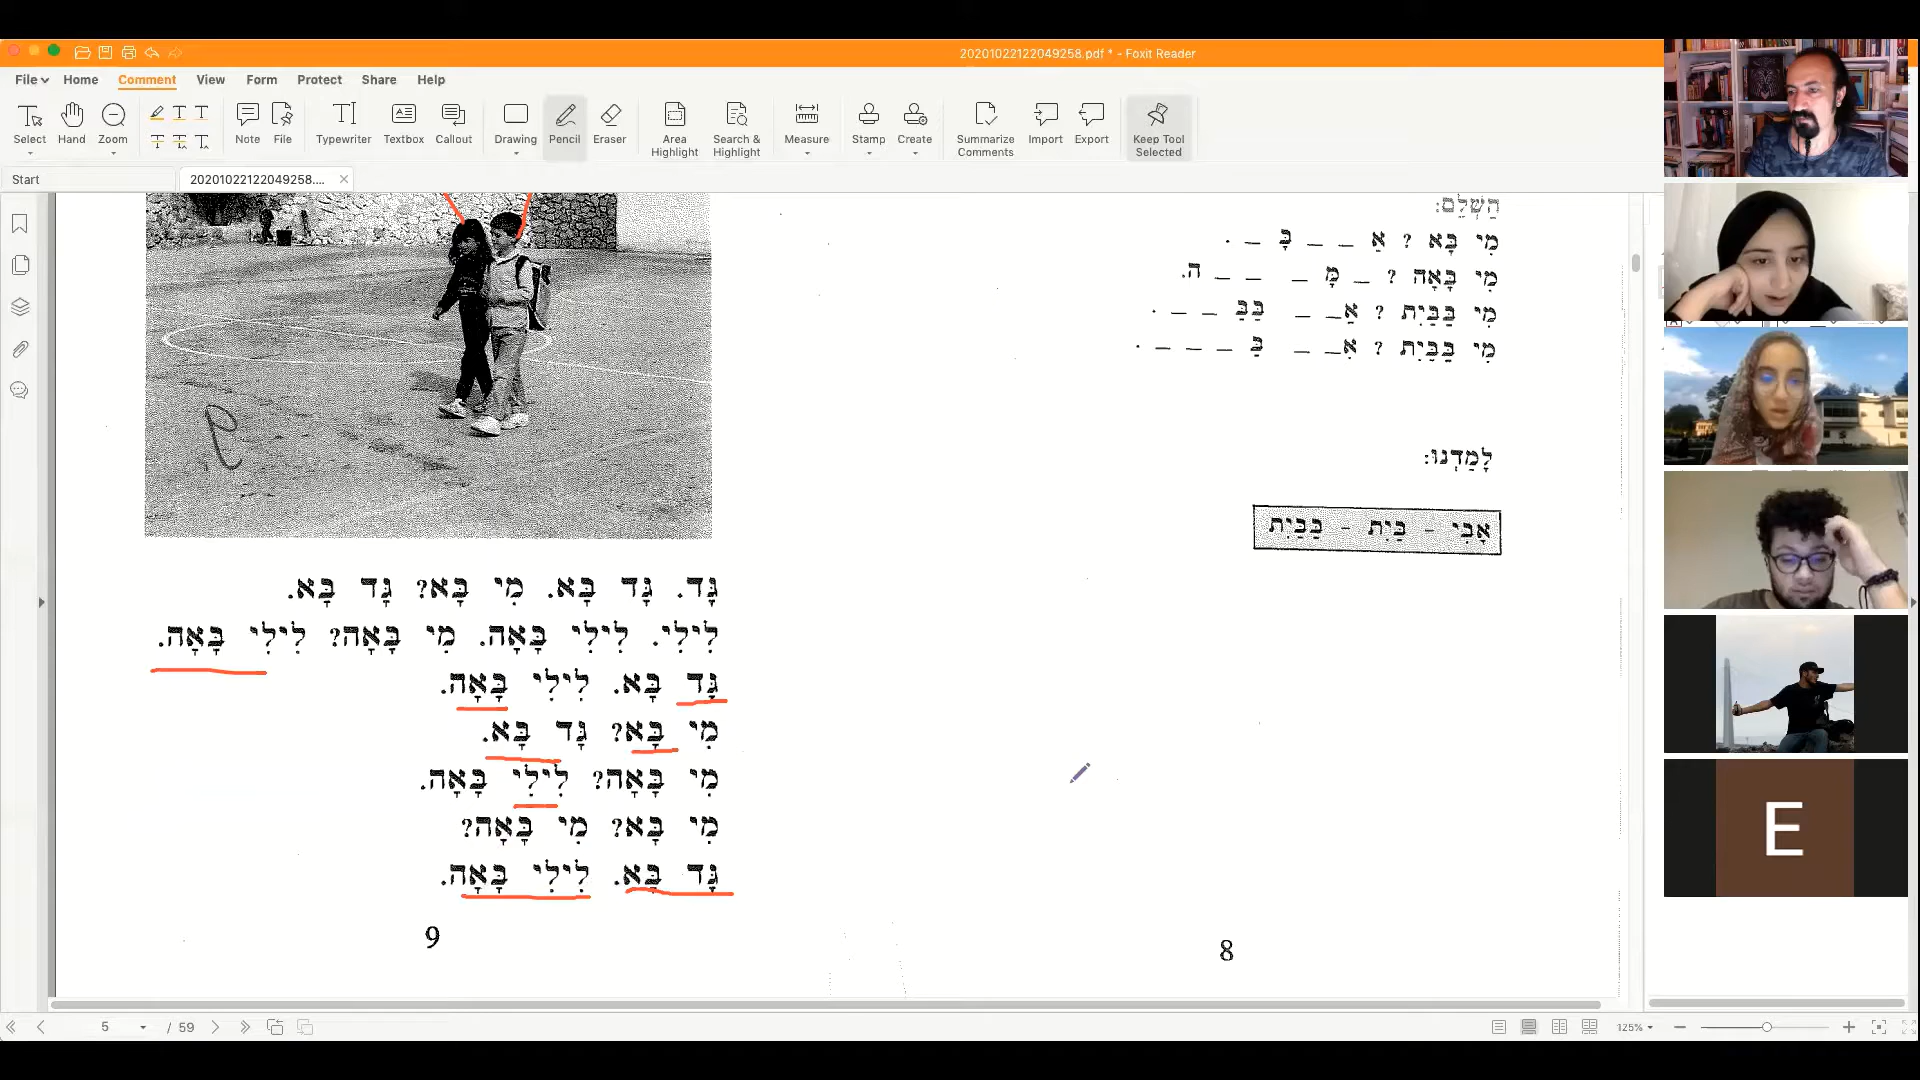 20201022122049258.pdf * - Foxit Reader
File Home Comment View Form Protect Share Help
Select Hand Zoom Note File Typewriter Textbox Callout Drawing Pencil Eraser Area Highlight Search & Highlight Measure Stamp Create Summarize Comments Import Export Keep Tool Selected
Start 20201022122049258....
הַשְׁלֵם:
מִי בָּא ? אַ _ _ בָּ _ .
מִי בָּאָה ? _ מָּ _ _ _ ה.
מִי בַּבַּיִת ? אַ_ _ בַּבַּ _ _ .
מִי בַּבַּיִת ? אִ_ _ בַּ _ _ _ .
לָמַדְנוּ:
אָבִי - בַּיִת - בַּבַּיִת
8
גָּד. גָּד בָּא. מִי בָּא? גָּד בָּא.
לִילִי. לִילִי בָּאָה. מִי בָּאָה? לִילִי בָּאָה.
גָּד בָּא. לִילִי בָּאָה.
מִי בָּא? גָּד בָּא.
מִי בָּאָה? לִילִי בָּאָה.
מִי בָּא? מִי בָּאָה?
גָּד בָּא. לִילִי בָּאָה.
9
5 / 59
125%
E